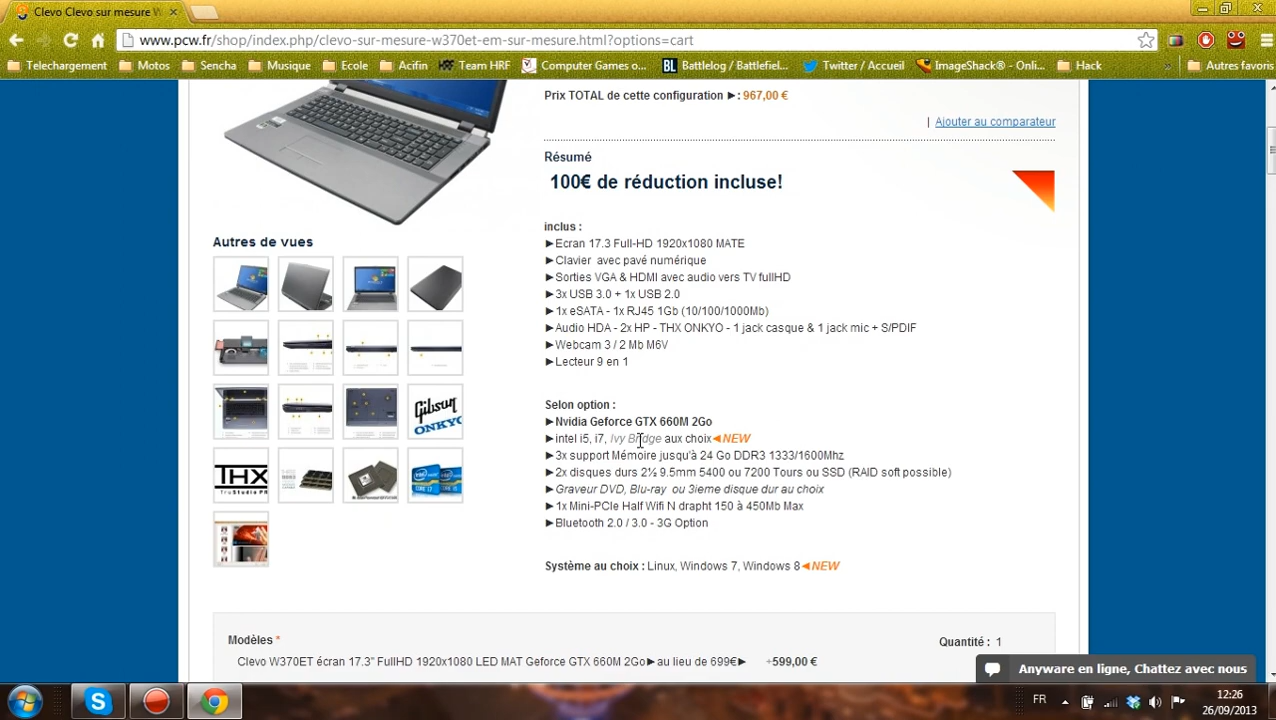 Clevo Clevo sur mesure W
www.pcw.fr/shop/index.php/clevo-sur-mesure-w370et-em-sur-mesure.html?options=cart
Telechargement Motos Sencha Musique Ecole Acifin Team HRF Computer Games o... BL Battlelog / Battlefiel... Twitter / Accueil ImageShack® - Onli... Hack » Autres favoris
Prix TOTAL de cette configuration ►: 967,00 €
| Ajouter au comparateur
Résumé
100€ de réduction incluse!
inclus :
►Ecran 17.3 Full-HD 1920x1080 MATE
►Clavier avec pavé numérique
►Sorties VGA & HDMI avec audio vers TV fullHD
►3x USB 3.0 + 1x USB 2.0
►1x eSATA - 1x RJ45 1Gb (10/100/1000Mb)
►Audio HDA - 2x HP - THX ONKYO - 1 jack casque & 1 jack mic + S/PDIF
►Webcam 3 / 2 Mb M6V
►Lecteur 9 en 1
Autres de vues
Gibson
ONKYO
THX
TruStudio PR
Selon option :
►Nvidia Geforce GTX 660M 2Go
►intel i5, i7, Ivy Bridge aux choix◄NEW
►3x support Mémoire jusqu'à 24 Go DDR3 1333/1600Mhz
►2x disques durs 2½ 9.5mm 5400 ou 7200 Tours ou SSD (RAID soft possible)
►Graveur DVD, Blu-ray ou 3ieme disque dur au choix
►1x Mini-PCIe Half Wifi N drapht 150 à 450Mb Max
►Bluetooth 2.0 / 3.0 - 3G Option
Système au choix : Linux, Windows 7, Windows 8◄NEW
Modèles *
Quantité : 1
Clevo W370ET écran 17.3" FullHD 1920x1080 LED MAT Geforce GTX 660M 2Go►au lieu de 699€► +599,00 €
Anyware en ligne, Chattez avec nous
FR
12:26
26/09/2013